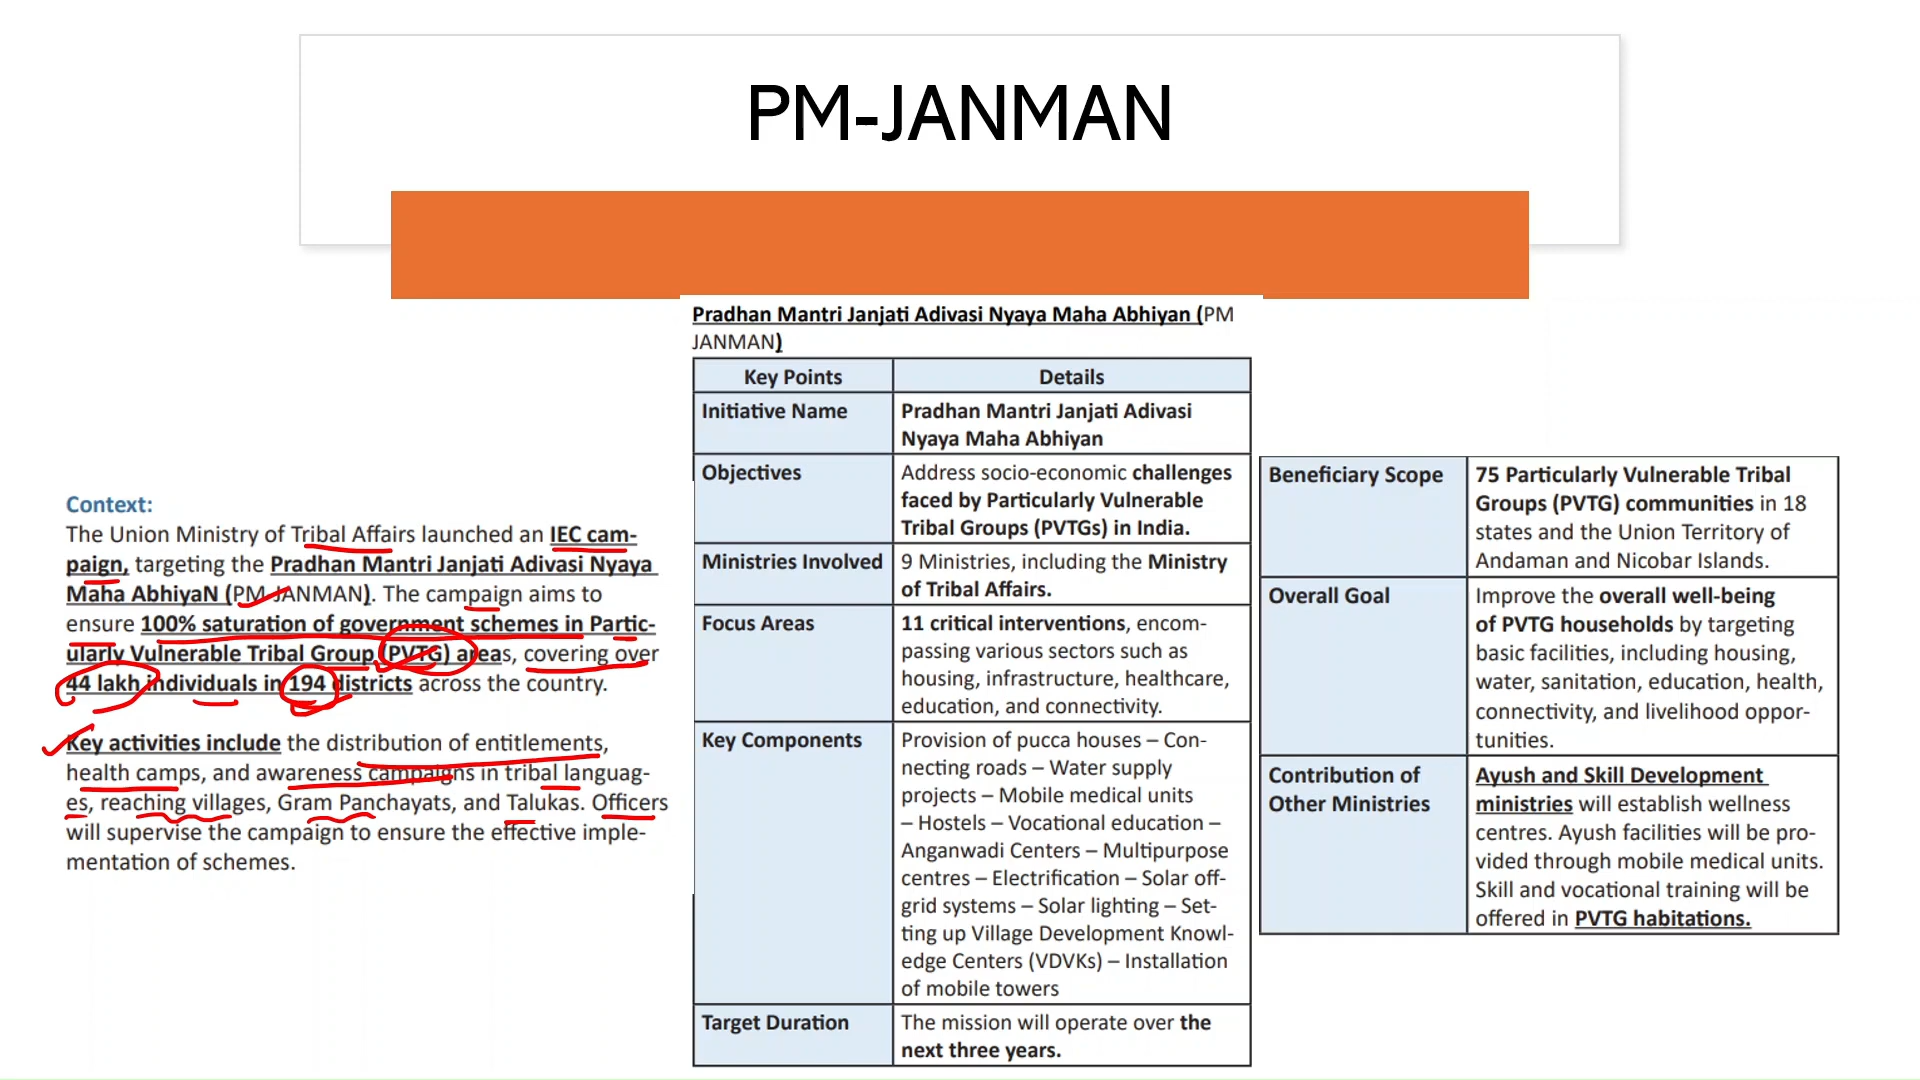 PM-JANMAN
Context:
The Union Ministry of Tribal Affairs launched an IEC cam-
paign, targeting the Pradhan Mantri Janjati Adivasi Nyaya
Maha AbhiyaN (PM JANMAN). The campaign aims to
ensure 100% saturation of government schemes in Partic-
ularly Vulnerable Tribal Group (PVTG) areas, covering over
44 lakh individuals in 194 districts across the country.
Key activities include the distribution of entitlements,
health camps, and awareness campaigns in tribal languag-
es, reaching villages, Gram Panchayats, and Talukas. Officers
will supervise the campaign to ensure the effective imple-
mentation of schemes.
Pradhan Mantri Janjati Adivasi Nyaya Maha Abhiyan (PM
JANMAN)
Key Points Details
Initiative Name Pradhan Mantri Janjati Adivasi
Nyaya Maha Abhiyan
Objectives Address socio-economic challenges
faced by Particularly Vulnerable
Tribal Groups (PVTGs) in India.
Ministries Involved 9 Ministries, including the Ministry
of Tribal Affairs.
Focus Areas 11 critical interventions, encom-
passing various sectors such as
housing, infrastructure, healthcare,
education, and connectivity.
Key Components Provision of pucca houses – Con-
necting roads – Water supply
projects – Mobile medical units
– Hostels – Vocational education –
Anganwadi Centers – Multipurpose
centres – Electrification – Solar off-
grid systems – Solar lighting – Set-
ting up Village Development Knowl-
edge Centers (VDVKs) – Installation
of mobile towers
Target Duration The mission will operate over the
next three years.
Beneficiary Scope 75 Particularly Vulnerable Tribal
Groups (PVTG) communities in 18
states and the Union Territory of
Andaman and Nicobar Islands.
Overall Goal Improve the overall well-being
of PVTG households by targeting
basic facilities, including housing,
water, sanitation, education, health,
connectivity, and livelihood oppor-
tunities.
Contribution of Ayush and Skill Development
Other Ministries ministries will establish wellness
centres. Ayush facilities will be pro-
vided through mobile medical units.
Skill and vocational training will be
offered in PVTG habitations.